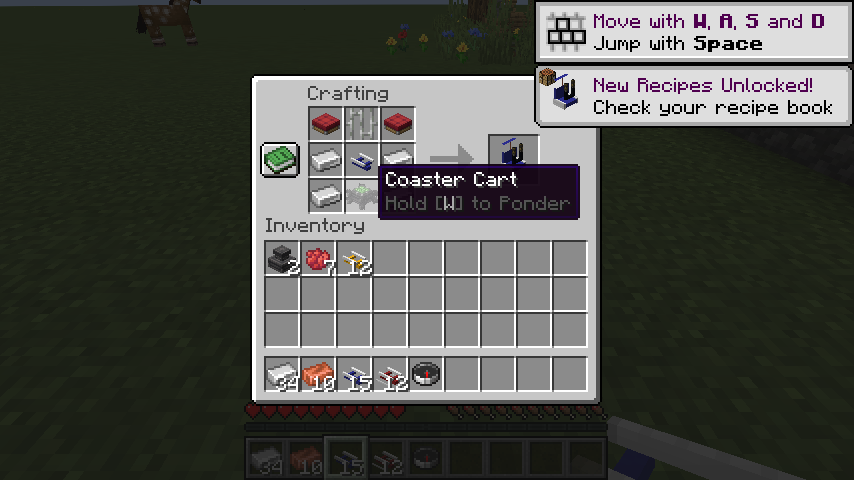 Move with W, A, S and D
Jump with Space
New Recipes Unlocked!
Check your recipe book
Crafting
Coaster Cart
Hold [W] to Ponder
Inventory
2 7 12
34 10 15 12
34 10 15 12